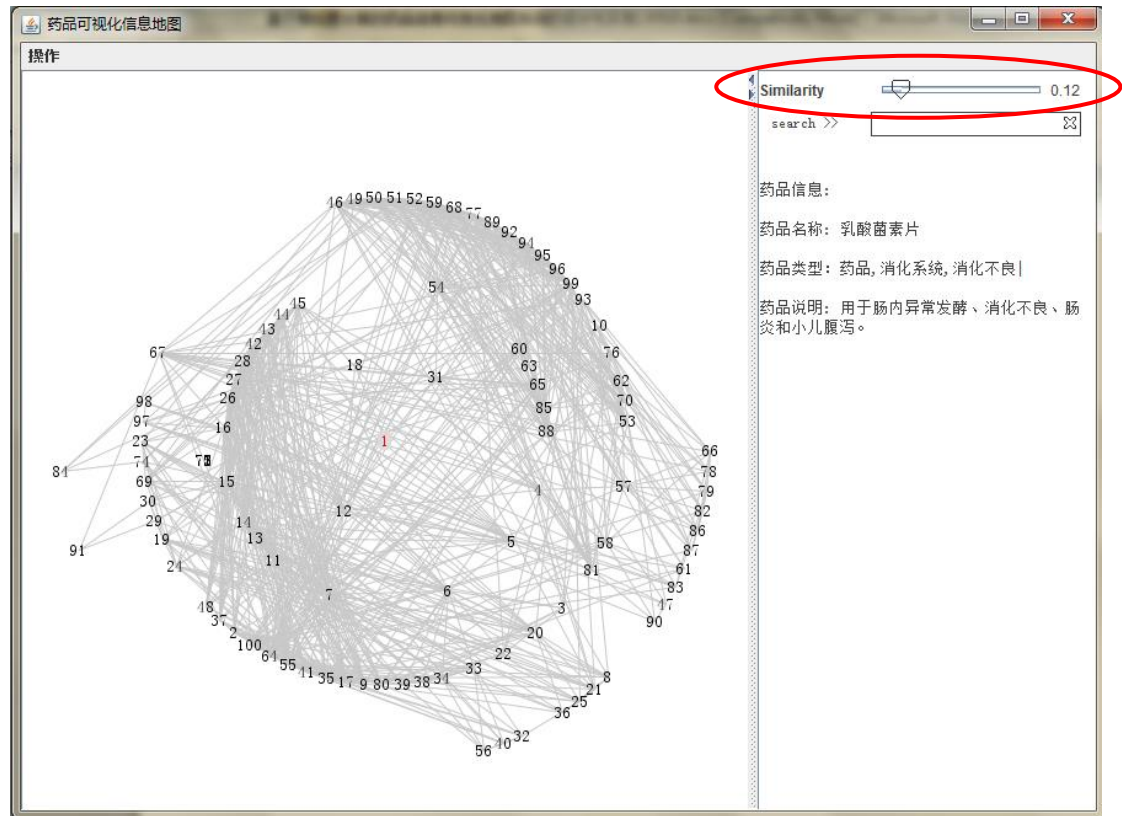 药品可视化信息地图
操作
Similarity 0.12
search >>
药品信息:
药品名称: 乳酸菌素片
药品类型: 药品,消化系统,消化不良|
药品说明: 用于肠内异常发酵、消化不良、肠
炎和小儿腹泻。
46 49 50 51 52 59 68 77 89 92 94 95 96 99 93 10 76 62 70 53
54
45 44 43 42 28 27 26 16 15 14 13 11 7
67
18 31
60 63 65 85 88
98 97 23 74 69 30 29 19 24
84
91
1
12
4 5 6 3 20 22 33
57 58 81
66 78 79 82 86 87 61 83 47 90
48 37 2 100 64 55 41 35 17 9 80 39 38 34
8 21 25 36 32 40 56